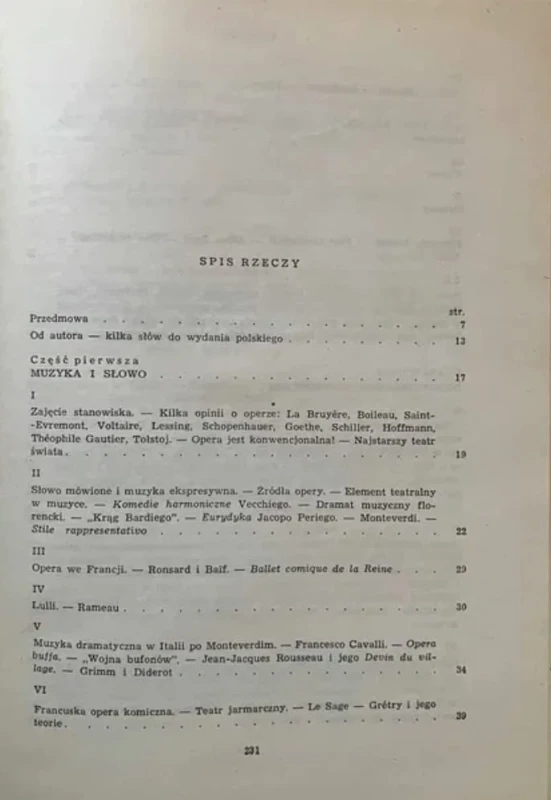 SPIS RZECZY
str.
Przedmowa . . . . . . . . . . . . . . . . . . . 7
Od autora — kilka słów do wydania polskiego . . . . . . . . . 13
Część pierwsza
MUZYKA I SŁOWO . . . . . . . . . . . . . . . . 17
I
Zajęcie stanowiska. — Kilka opinii o operze: La Bruyére, Boileau, Saint-
-Evremont, Voltaire, Lessing, Schopenhauer, Goethe, Schiller, Hoffmann,
Théophile Gautier, Tołstoj. — Opera jest konwencjonalna! — Najstarszy teatr
świata . . . . . . . . . . . . . . . . . . . . 19
II
Słowo mówione i muzyka ekspresywna. — Źródła opery. — Element teatralny
w muzyce. — Komedie harmoniczne Vecchiego. — Dramat muzyczny flo-
rencki. — „Krąg Bardiego". — Eurydyka Jacopo Periego. — Monteverdi. —
Stile rappresentativo . . . . . . . . . . . . . . . . 22
III
Opera we Francji. — Ronsard i Baïf. — Ballet comique de la Reine . . . 29
IV
Lulli. — Rameau . . . . . . . . . . . . . . . . . 30
V
Muzyka dramatyczna w Italii po Monteverdim. — Francesco Cavalli. — Opera
buffa. — „Wojna bufonów". — Jean-Jacques Rousseau i jego Devin du vil-
lage. — Grimm i Diderot . . . . . . . . . . . . . . 34
VI
Francuska opera komiczna. — Teatr jarmarczny. — Le Sage — Grétry i jego
teorie . . . . . . . . . . . . . . . . . . . . 39
231